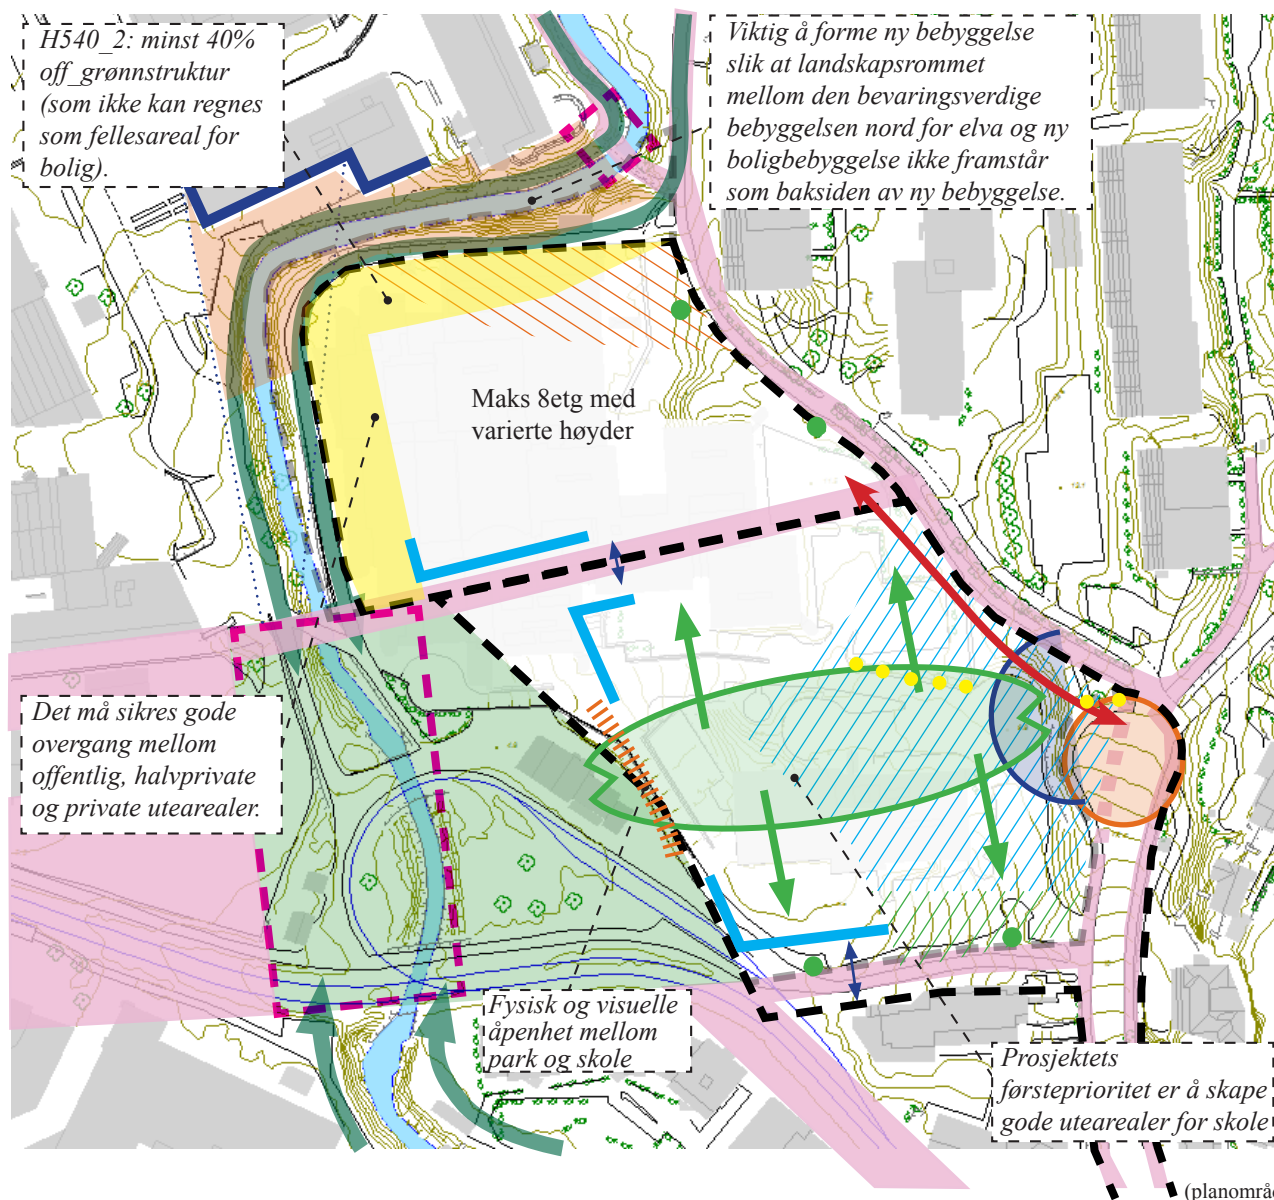 H540_2: minst 40%
off_grønnstruktur
(som ikke kan regnes
som fellesareal for
bolig).
Viktig å forme ny bebyggelse
slik at landskapsrommet
mellom den bevaringsverdige
bebyggelsen nord for elva og ny
boligbebyggelse ikke framstår
som baksiden av ny bebyggelse.
Maks 8etg med
varierte høyder
Det må sikres gode
overgang mellom
offentlig, halvprivate
og private utearealer.
Fysisk og visuelle
åpenhet mellom
park og skole
Prosjektets
førsteprioritet er å skape
gode utearealer for skole
(planområ